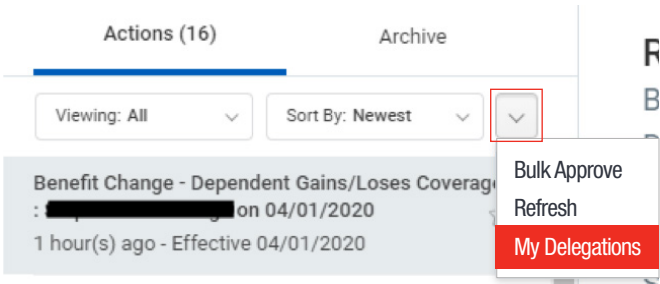 Actions (16)
Archive
Viewing: All
Sort By: Newest
Bulk Approve
Refresh
My Delegations
Benefit Change - Dependent Gains/Loses Coverag
: on 04/01/2020
1 hour(s) ago - Effective 04/01/2020